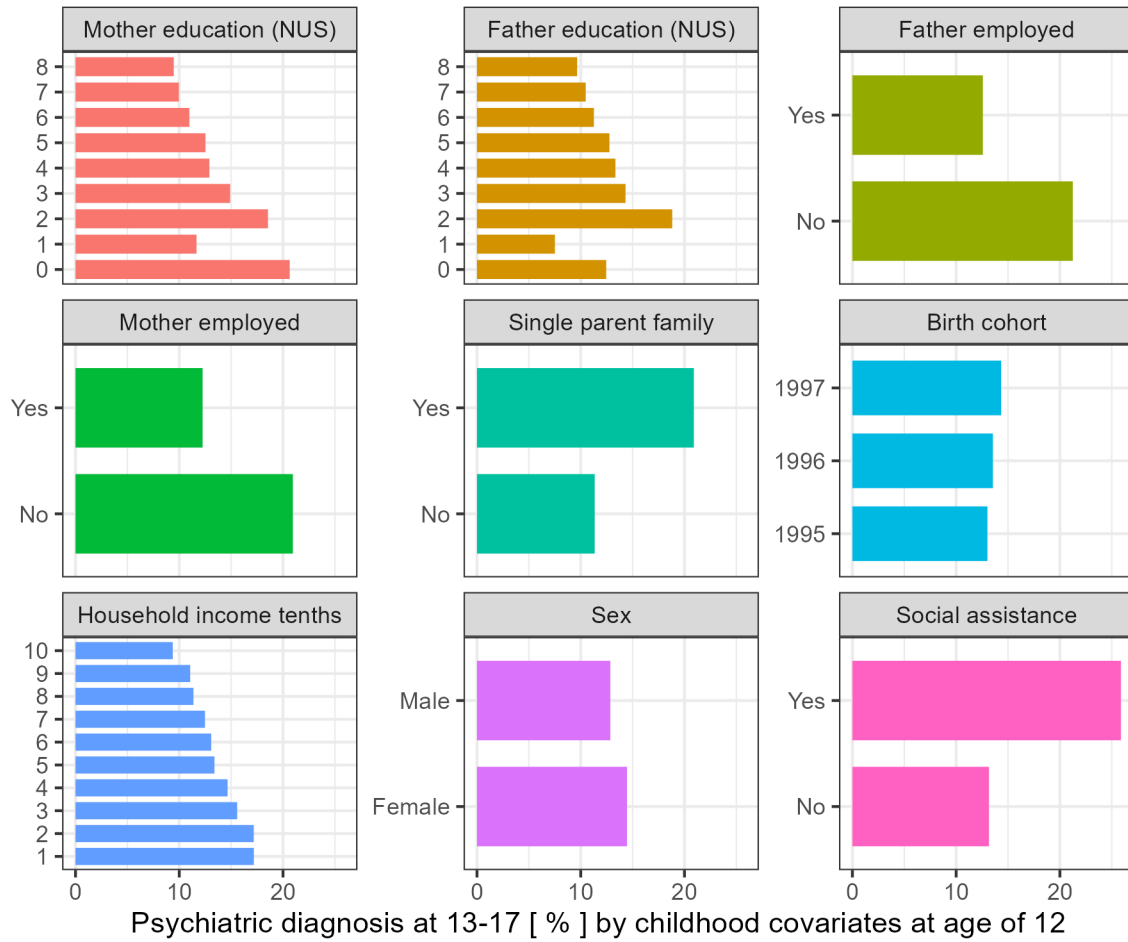 Mother education (NUS)
8
7
6
5
4
3
2
1
0
Father education (NUS)
8
7
6
5
4
3
2
1
0
Father employed
Yes
No
Mother employed
Yes
No
Single parent family
Yes
No
Birth cohort
1997
1996
1995
Household income tenths
10
9
8
7
6
5
4
3
2
1
0 10 20
Sex
Male
Female
0 10 20
Social assistance
Yes
No
0 10 20
Psychiatric diagnosis at 13-17 [ % ] by childhood covariates at age of 12